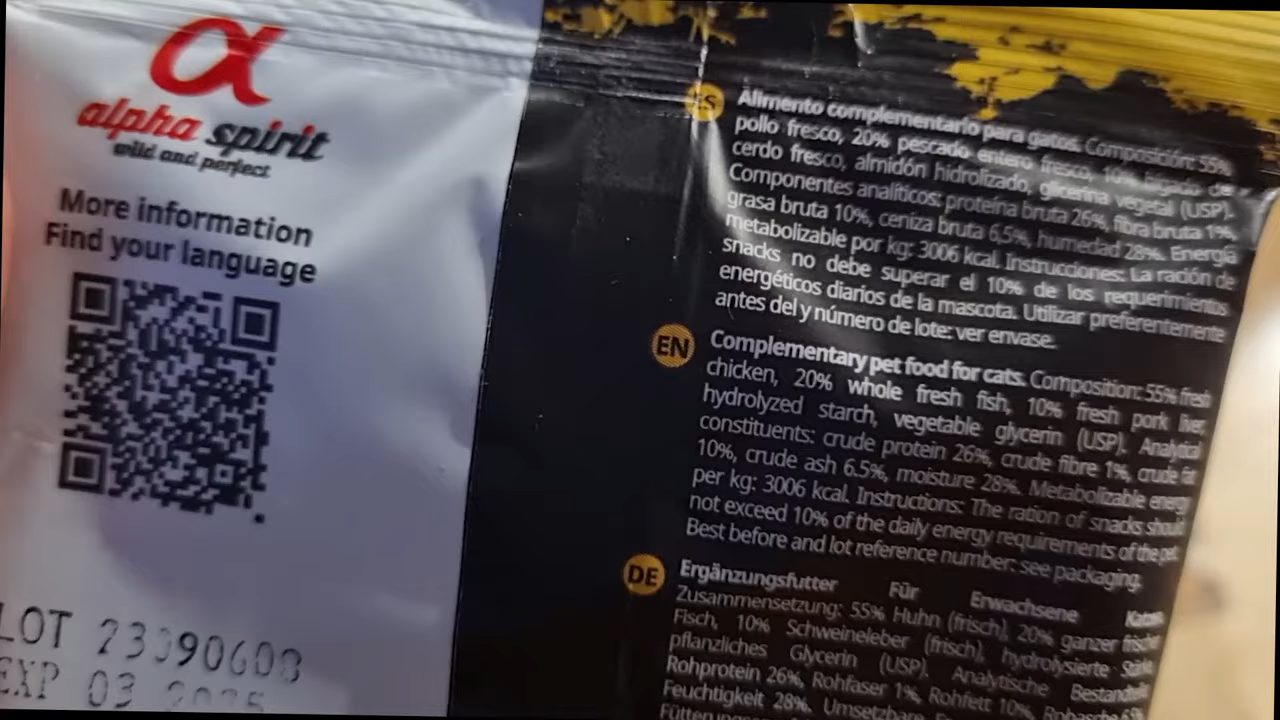 alpha spirit
wild and perfect
More information
Find your language
LOT 23090608
EXP 03 2025
ES
Alimento complementario para gatos. Composición: 55%
pollo fresco, 20% pescado entero fresco, 10% hígado de
cerdo fresco, almidón hidrolizado, glicerina vegetal (USP).
Componentes analíticos: proteína bruta 26%, fibra bruta 1%,
grasa bruta 10%, ceniza bruta 6,5%, humedad 28%. Energía
metabolizable por kg: 3006 kcal. Instrucciones: La ración de
snacks no debe superar el 10% de los requerimientos
energéticos diarios de la mascota. Utilizar preferentemente
antes del y número de lote: ver envase.
EN
Complementary pet food for cats. Composition: 55% fresh
chicken, 20% whole fresh fish, 10% fresh pork liver,
hydrolyzed starch, vegetable glycerin (USP). Analytical
constituents: crude protein 26%, crude fibre 1%, crude fat
10%, crude ash 6.5%, moisture 28%. Metabolizable energy
per kg: 3006 kcal. Instructions: The ration of snacks should
not exceed 10% of the daily energy requirements of the pet.
Best before and lot reference number: see packaging.
DE
Ergänzungsfutter Für Erwachsene Katzen.
Zusammensetzung: 55% Huhn (frisch), 20% ganzer frischer
Fisch, 10% Schweineleber (frisch), hydrolysierte Stärke,
pflanzliches Glycerin (USP). Analytische Bestandteile:
Rohprotein 26%, Rohfaser 1%, Rohfett 10%, Rohasche 6,5%,
Feuchtigkeit 28%. Umsetzbare